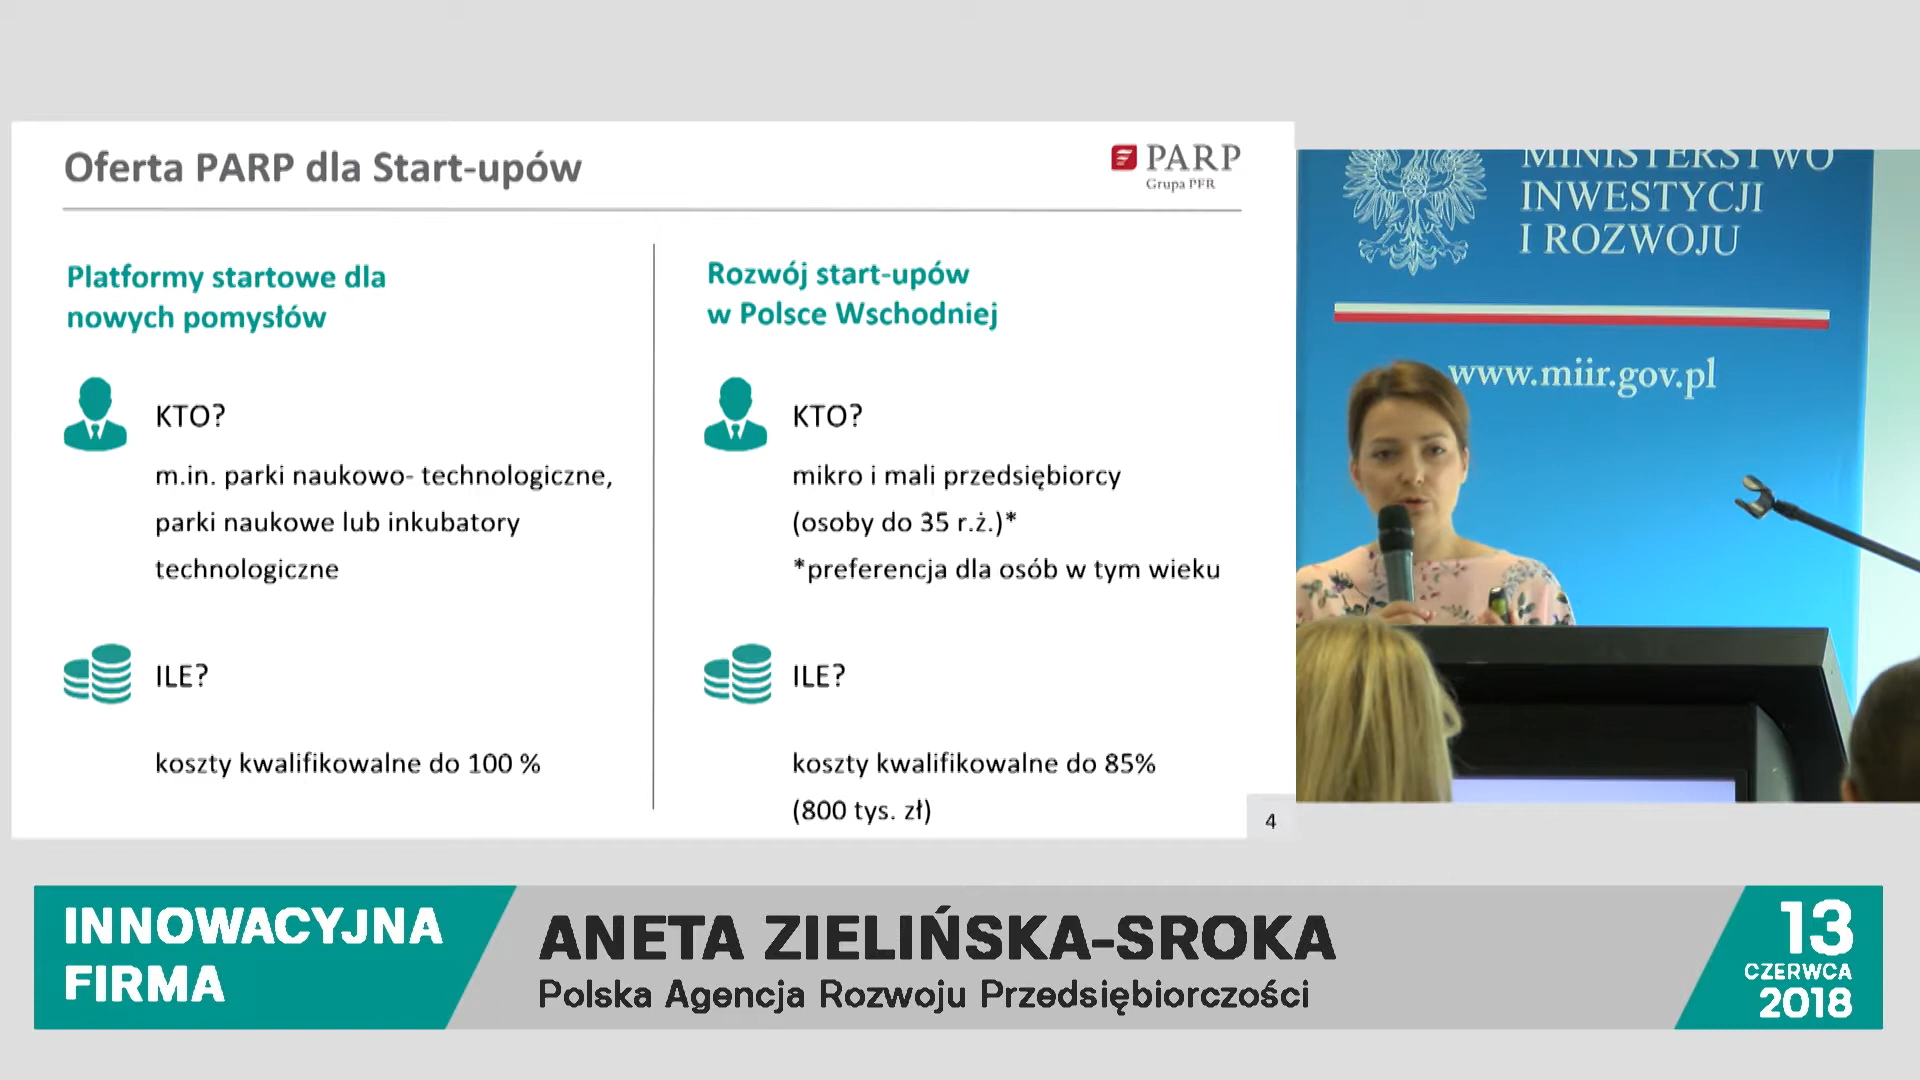 Oferta PARP dla Start-upów
PARP
Grupa PFR
Platformy startowe dla
nowych pomysłów
KTO?
m.in. parki naukowo- technologiczne,
parki naukowe lub inkubatory
technologiczne
ILE?
koszty kwalifikowalne do 100 %
Rozwój start-upów
w Polsce Wschodniej
KTO?
mikro i mali przedsiębiorcy
(osoby do 35 r.ż.)*
*preferencja dla osób w tym wieku
ILE?
koszty kwalifikowalne do 85%
(800 tys. zł)
4
MINISTERSTWO
INWESTYCJI
I ROZWOJU
www.miir.gov.pl
INNOWACYJNA
FIRMA
ANETA ZIELIŃSKA-SROKA
Polska Agencja Rozwoju Przedsiębiorczości
13
CZERWCA
2018